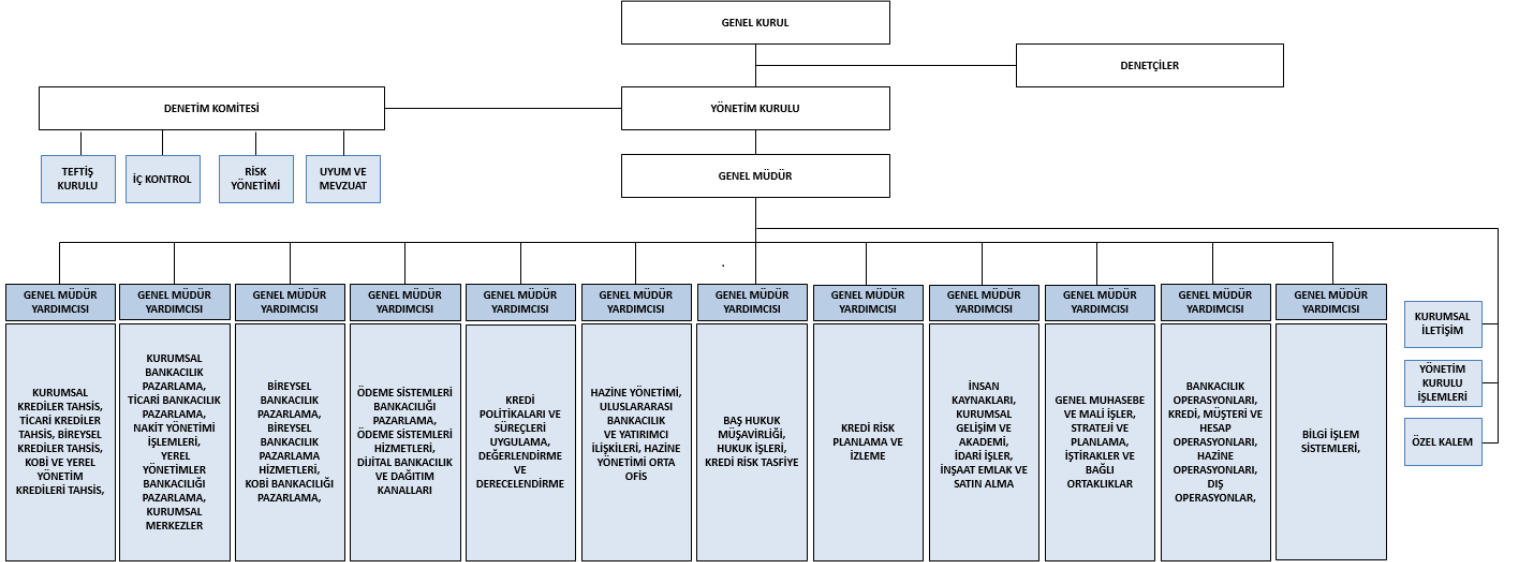 GENEL KURUL
DENETÇİLER
DENETİM KOMİTESİ
YÖNETİM KURULU
TEFTİŞ
KURULU
İÇ KONTROL
RİSK
YÖNETİMİ
UYUM VE
MEVZUAT
GENEL MÜDÜR
GENEL MÜDÜR
YARDIMCISI
KURUMSAL
KREDİLER TAHSİS,
TİCARİ KREDİLER
TAHSİS, BİREYSEL
KREDİLER TAHSİS,
KOBİ VE YEREL
YÖNETİM
KREDİLERİ TAHSİS,
GENEL MÜDÜR
YARDIMCISI
KURUMSAL
BANKACILIK
PAZARLAMA,
TİCARİ BANKACILIK
PAZARLAMA,
NAKİT YÖNETİMİ
İŞLEMLERİ,
YEREL
YÖNETİMLER
BANKACILIĞI
PAZARLAMA,
KURUMSAL
MERKEZLER
GENEL MÜDÜR
YARDIMCISI
BİREYSEL
BANKACILIK
PAZARLAMA,
BİREYSEL
BANKACILIK
PAZARLAMA
HİZMETLERİ,
KOBİ BANKACILIĞI
PAZARLAMA,
GENEL MÜDÜR
YARDIMCISI
ÖDEME SİSTEMLERİ
BANKACILIĞI
PAZARLAMA,
ÖDEME SİSTEMLERİ
HİZMETLERİ,
DİJİTAL BANKACILIK
VE DAĞITIM
KANALLARI
GENEL MÜDÜR
YARDIMCISI
KREDİ
POLİTİKALARI VE
SÜREÇLERİ
UYGULAMA,
DEĞERLENDİRME
VE
DERECELENDİRME
GENEL MÜDÜR
YARDIMCISI
HAZİNE YÖNETİMİ,
ULUSLARARASI
BANKACILIK
VE YATIRIMCI
İLİŞKİLERİ, HAZİNE
YÖNETİMİ ORTA
OFİS
GENEL MÜDÜR
YARDIMCISI
BAŞ HUKUK
MÜŞAVİRLİĞİ,
HUKUK İŞLERİ,
KREDİ RİSK TASFİYE
GENEL MÜDÜR
YARDIMCISI
KREDİ RİSK
PLANLAMA VE
İZLEME
GENEL MÜDÜR
YARDIMCISI
İNSAN
KAYNAKLARI,
KURUMSAL
GELİŞİM VE
AKADEMİ,
İDARİ İŞLER,
İNŞAAT EMLAK VE
SATIN ALMA
GENEL MÜDÜR
YARDIMCISI
GENEL MUHASEBE
VE MALİ İŞLER,
STRATEJİ VE
PLANLAMA,
İŞTİRAKLER VE
BAĞLI
ORTAKLIKLAR
GENEL MÜDÜR
YARDIMCISI
BANKACILIK
OPERASYONLARI,
KREDİ, MÜŞTERİ VE
HESAP
OPERASYONLARI,
HAZİNE
OPERASYONLARI,
DIŞ
OPERASYONLAR,
GENEL MÜDÜR
YARDIMCISI
BİLGİ İŞLEM
SİSTEMLERİ,
KURUMSAL
İLETİŞİM
YÖNETİM
KURULU
İŞLEMLERİ
ÖZEL KALEM